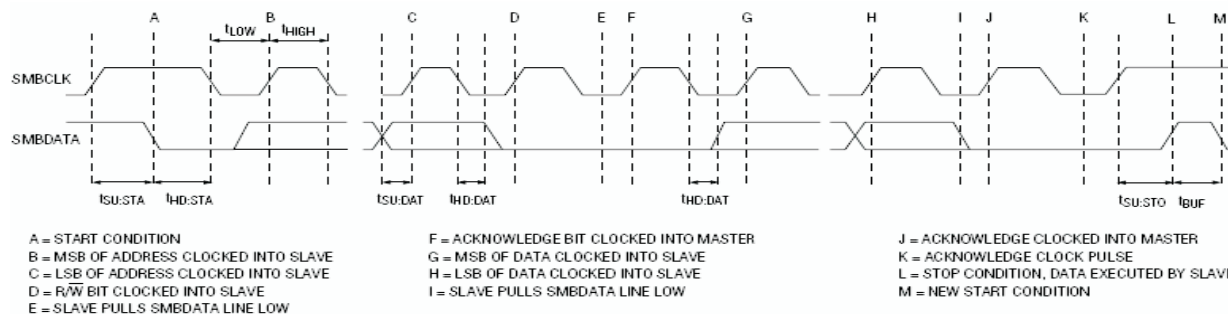 A B C D E F G H I J K L M
tLOW tHIGH
SMBCLK
SMBDATA
tSU:STA tHD:STA tSU:DAT tHD:DAT tHD:DAT tSU:STO tBUF
A = START CONDITION
B = MSB OF ADDRESS CLOCKED INTO SLAVE
C = LSB OF ADDRESS CLOCKED INTO SLAVE
D = R/W̅ BIT CLOCKED INTO SLAVE
E = SLAVE PULLS SMBDATA LINE LOW
F = ACKNOWLEDGE BIT CLOCKED INTO MASTER
G = MSB OF DATA CLOCKED INTO SLAVE
H = LSB OF DATA CLOCKED INTO SLAVE
I = SLAVE PULLS SMBDATA LINE LOW
J = ACKNOWLEDGE CLOCKED INTO MASTER
K = ACKNOWLEDGE CLOCK PULSE
L = STOP CONDITION, DATA EXECUTED BY SLAVE
M = NEW START CONDITION